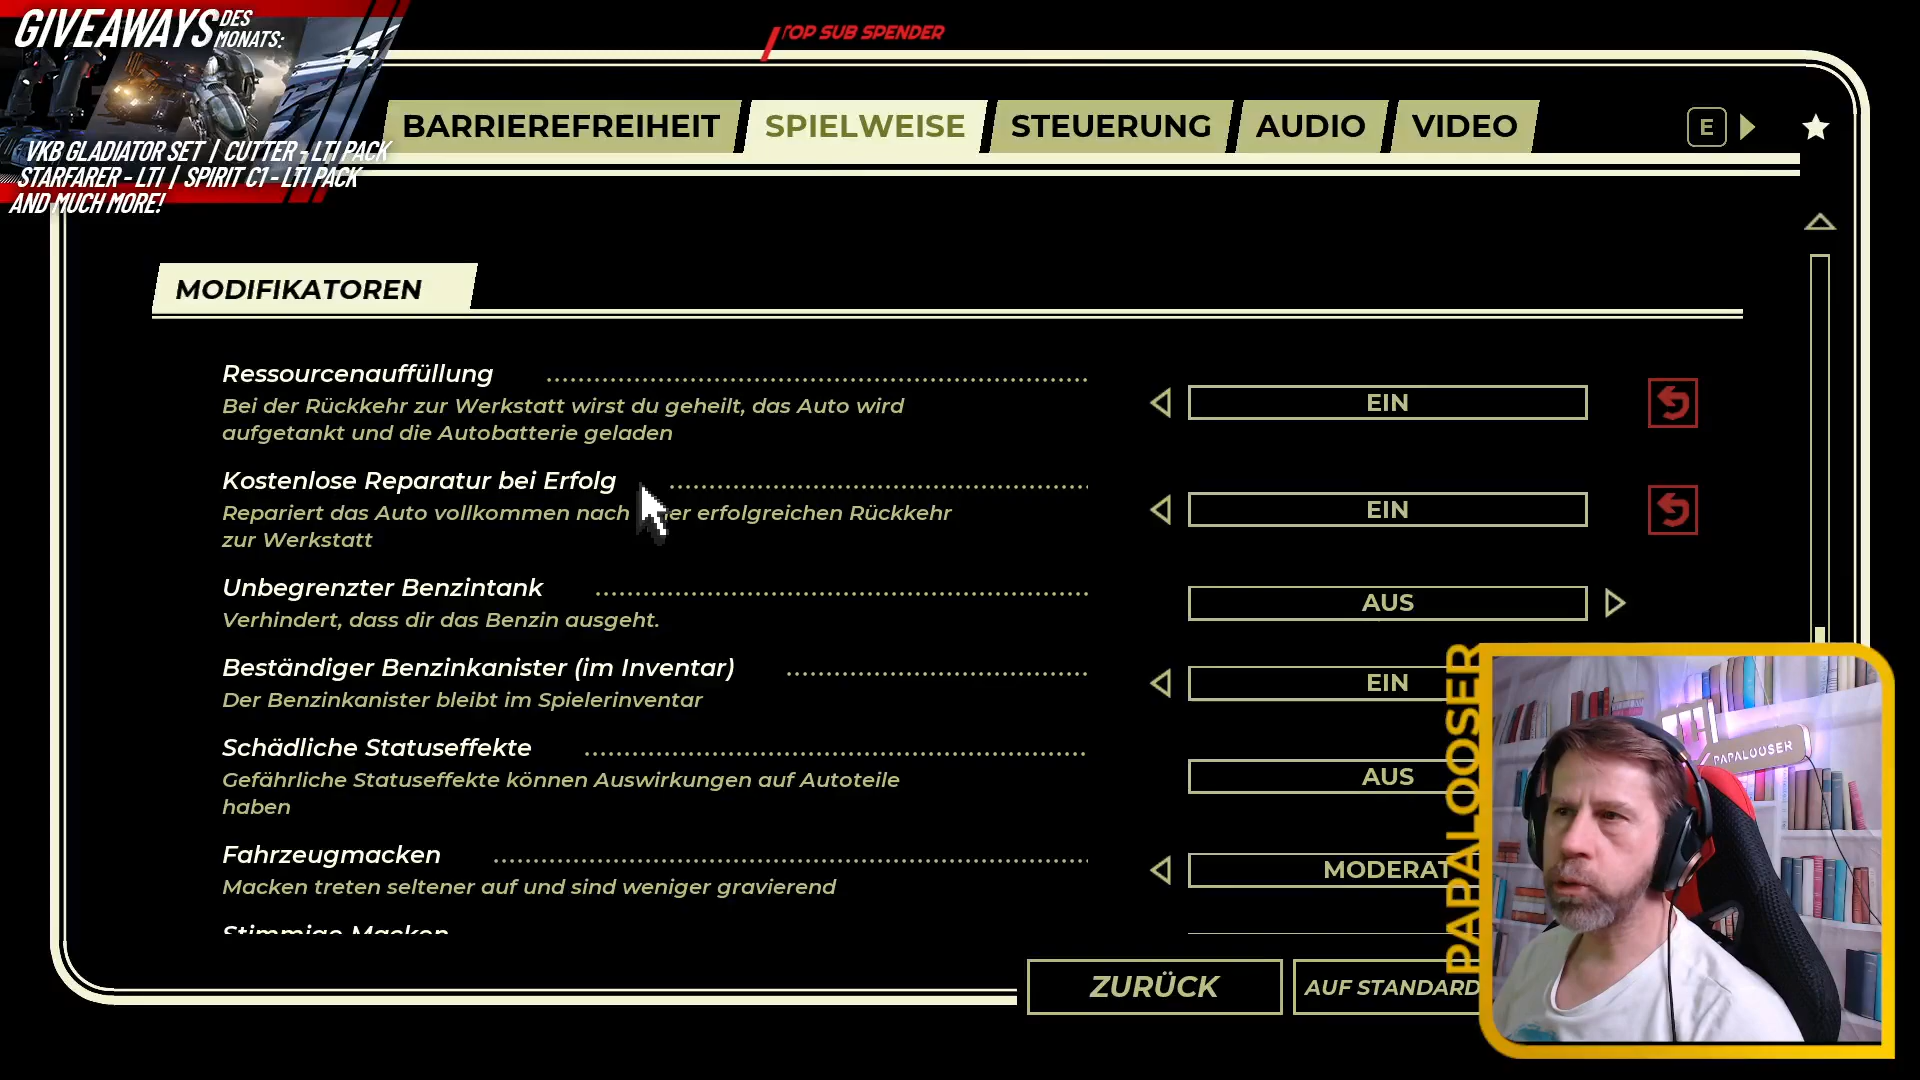 GIVEAWAYS DES MONATS:
VKB GLADIATOR SET | CUTTER - LTI PACK
STARFARER - LTI | SPIRIT C1 - LTI PACK
AND MUCH MORE!
TOP SUB SPENDER
BARRIEREFREIHEIT SPIELWEISE STEUERUNG AUDIO VIDEO E
MODIFIKATOREN
Ressourcenauffüllung
Bei der Rückkehr zur Werkstatt wirst du geheilt, das Auto wird
aufgetankt und die Autobatterie geladen
EIN
Kostenlose Reparatur bei Erfolg
Repariert das Auto vollkommen nach er erfolgreichen Rückkehr
zur Werkstatt
EIN
Unbegrenzter Benzintank
Verhindert, dass dir das Benzin ausgeht.
AUS
Beständiger Benzinkanister (im Inventar)
Der Benzinkanister bleibt im Spielerinventar
EIN
Schädliche Statuseffekte
Gefährliche Statuseffekte können Auswirkungen auf Autoteile
haben
AUS
Fahrzeugmacken
Macken treten seltener auf und sind weniger gravierend
MODERAT
Stimmige Macken
ZURÜCK
AUF STANDARD
PAPALOOSER
PAPALOOSER